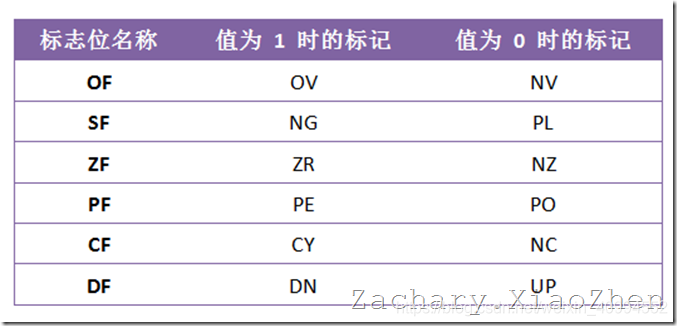 标志位名称 值为 1 时的标记 值为 0 时的标记
OF OV NV
SF NG PL
ZF ZR NZ
PF PE PO
CF CY NC
DF DN UP
Zachary.XiaoZhen